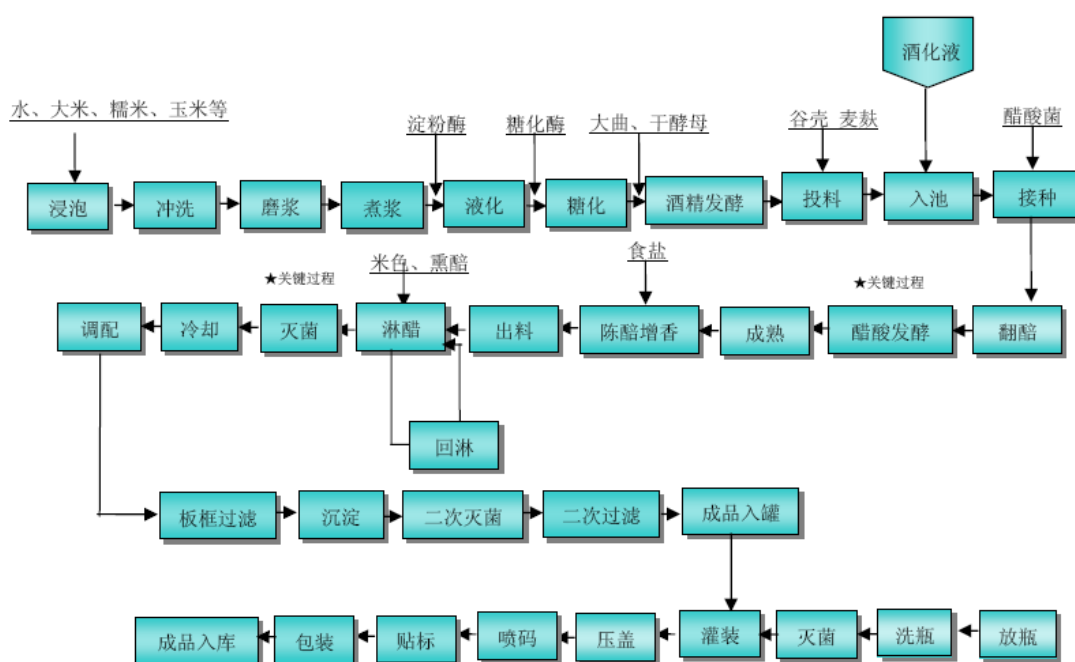 酒化液
水、大米、糯米、玉米等
淀粉酶
糖化酶
大曲、干酵母
谷壳 麦麸
醋酸菌
浸泡
冲洗
磨浆
煮浆
液化
糖化
酒精发酵
投料
入池
接种
米色、熏醅
食盐
★关键过程
★关键过程
调配
冷却
灭菌
淋醋
出料
陈醅增香
成熟
醋酸发酵
翻醅
回淋
板框过滤
沉淀
二次灭菌
二次过滤
成品入罐
成品入库
包装
贴标
喷码
压盖
灌装
灭菌
洗瓶
放瓶